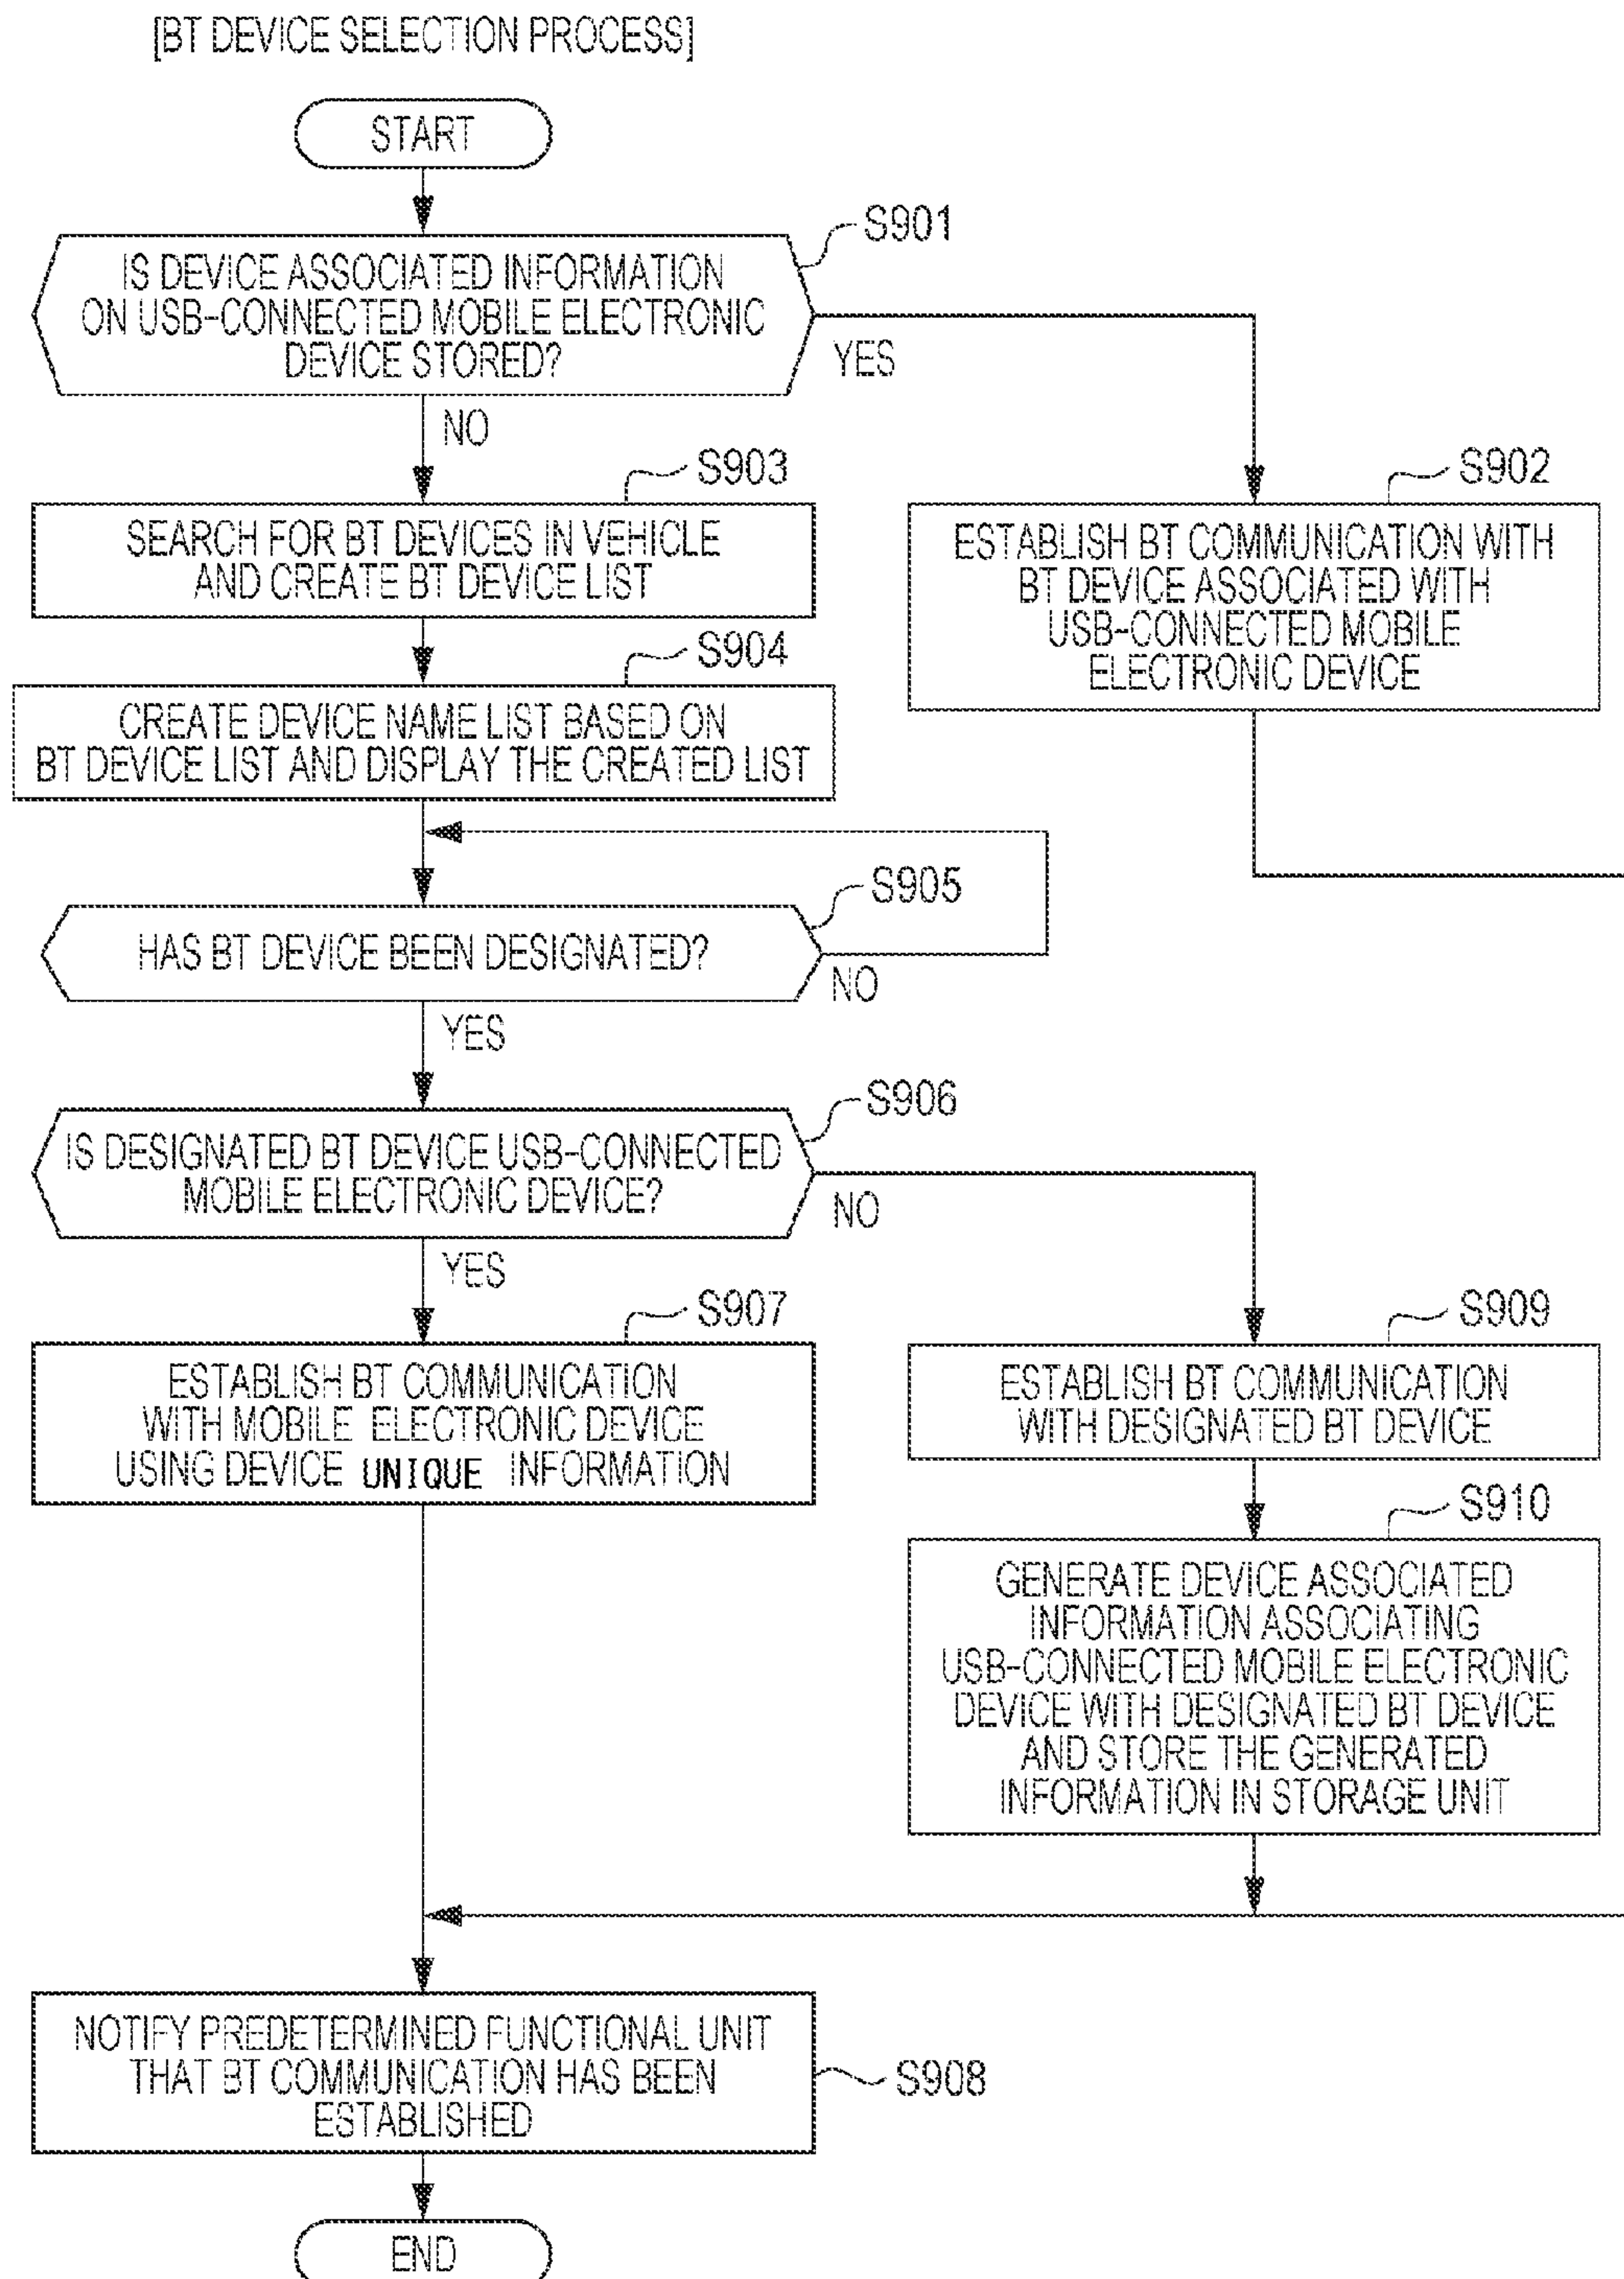 [BT DEVICE SELECTION PROCESS]
START
S901
IS DEVICE ASSOCIATED INFORMATION
ON USB-CONNECTED MOBILE ELECTRONIC
DEVICE STORED?
YES
NO
S903
SEARCH FOR BT DEVICES IN VEHICLE
AND CREATE BT DEVICE LIST
S902
ESTABLISH BT COMMUNICATION WITH
BT DEVICE ASSOCIATED WITH
USB-CONNECTED MOBILE
ELECTRONIC DEVICE
S904
CREATE DEVICE NAME LIST BASED ON
BT DEVICE LIST AND DISPLAY THE CREATED LIST
S905
HAS BT DEVICE BEEN DESIGNATED?
NO
YES
S906
IS DESIGNATED BT DEVICE USB-CONNECTED
MOBILE ELECTRONIC DEVICE?
NO
YES
S907
ESTABLISH BT COMMUNICATION
WITH MOBILE ELECTRONIC DEVICE
USING DEVICE UNIQUE INFORMATION
S909
ESTABLISH BT COMMUNICATION
WITH DESIGNATED BT DEVICE
S910
GENERATE DEVICE ASSOCIATED
INFORMATION ASSOCIATING
USB-CONNECTED MOBILE ELECTRONIC
DEVICE WITH DESIGNATED BT DEVICE
AND STORE THE GENERATED
INFORMATION IN STORAGE UNIT
NOTIFY PREDETERMINED FUNCTIONAL UNIT
THAT BT COMMUNICATION HAS BEEN
ESTABLISHED
S908
END